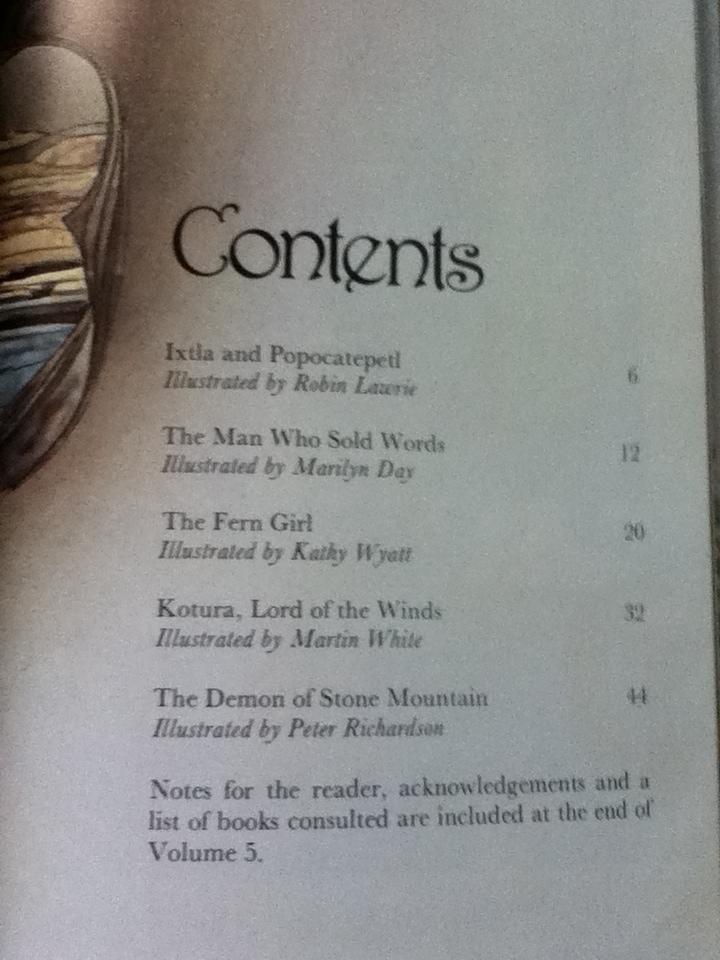 Contents
Ixtla and Popocatepetl
Illustrated by Robin Lawrie
6
The Man Who Sold Words
Illustrated by Marilyn Day
12
The Fern Girl
Illustrated by Kathy Wyatt
20
Kotura, Lord of the Winds
Illustrated by Martin White
32
The Demon of Stone Mountain
Illustrated by Peter Richardson
44
Notes for the reader, acknowledgements and a
list of books consulted are included at the end of
Volume 5.